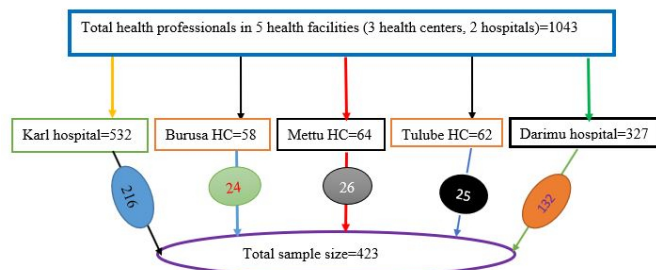 Total health professionals in 5 health facilities (3 health centers, 2 hospitals)=1043
Karl hospital=532
Burusa HC=58
Mettu HC=64
Tulube HC=62
Darimu hospital=327
216
24
26
25
132
Total sample size=423